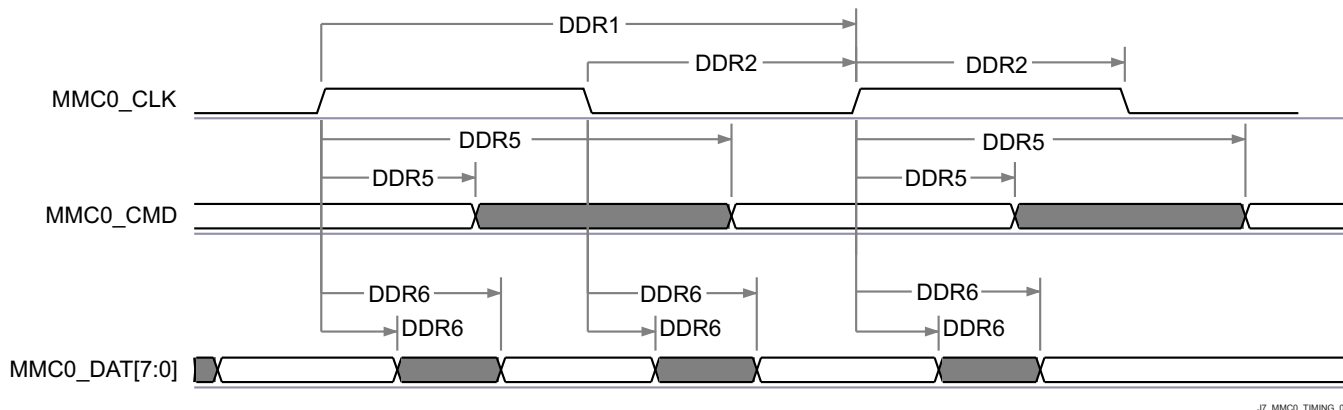 DDR1
DDR2 DDR2
MMC0_CLK
DDR5 DDR5
DDR5 DDR5
MMC0_CMD
DDR6 DDR6 DDR6
DDR6 DDR6 DDR6
MMC0_DAT[7:0]